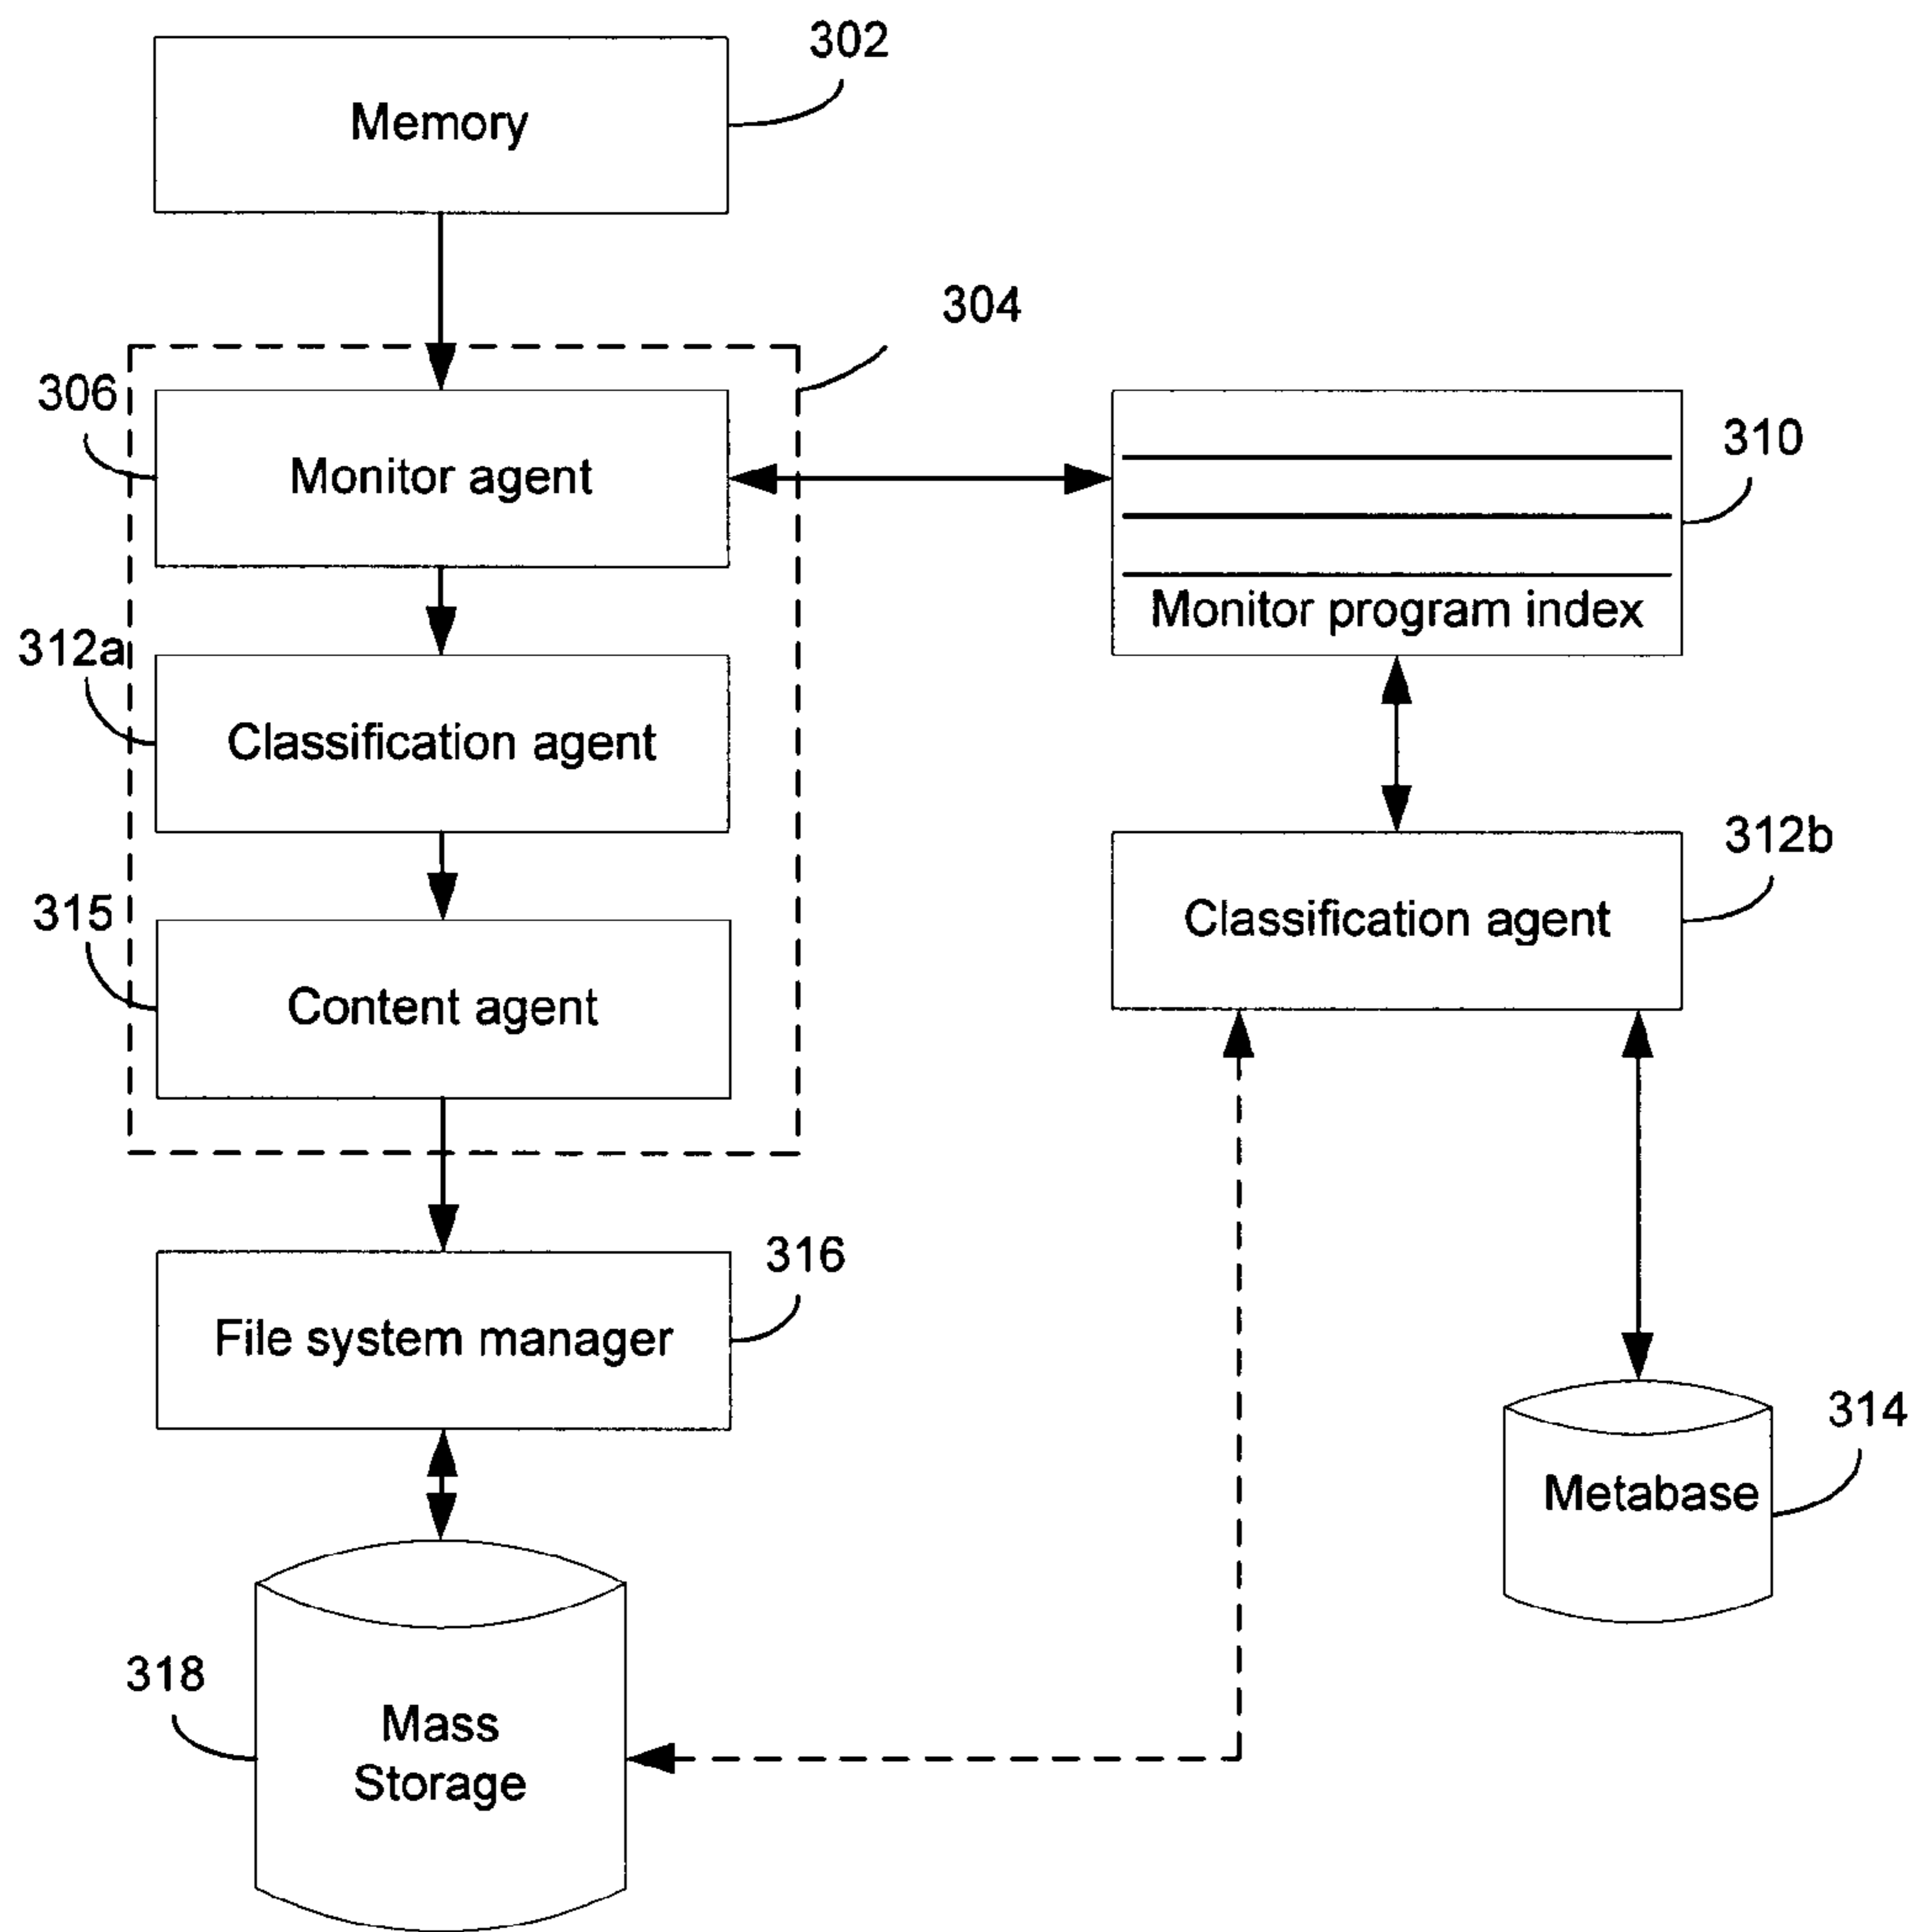 302
Memory
304
306
Monitor agent
310
Monitor program index
312a
Classification agent
312b
Classification agent
315
Content agent
316
File system manager
314
Metabase
318
Mass
Storage